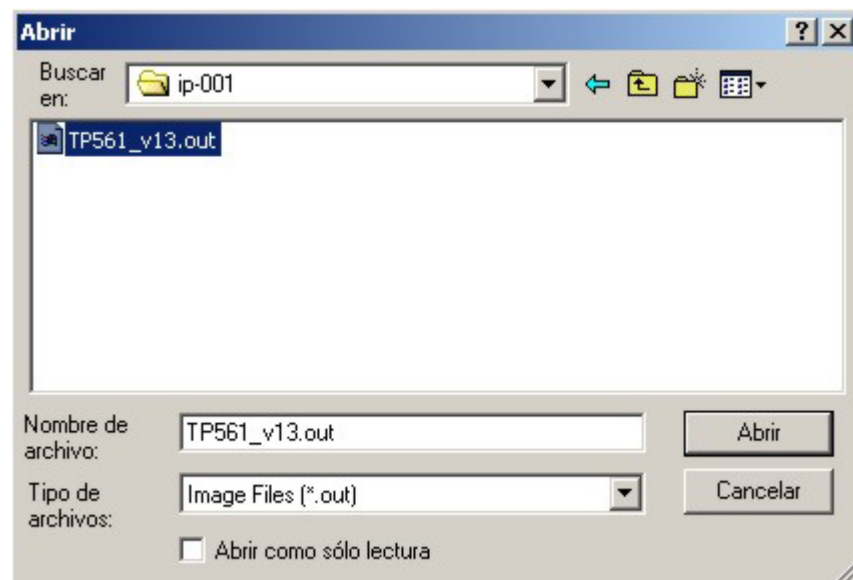 Abrir
Buscar
en:
ip-001
TP561_v13.out
Nombre de
archivo:
TP561_v13.out
Abrir
Tipo de
archivos:
Image Files (*.out)
Cancelar
Abrir como sólo lectura